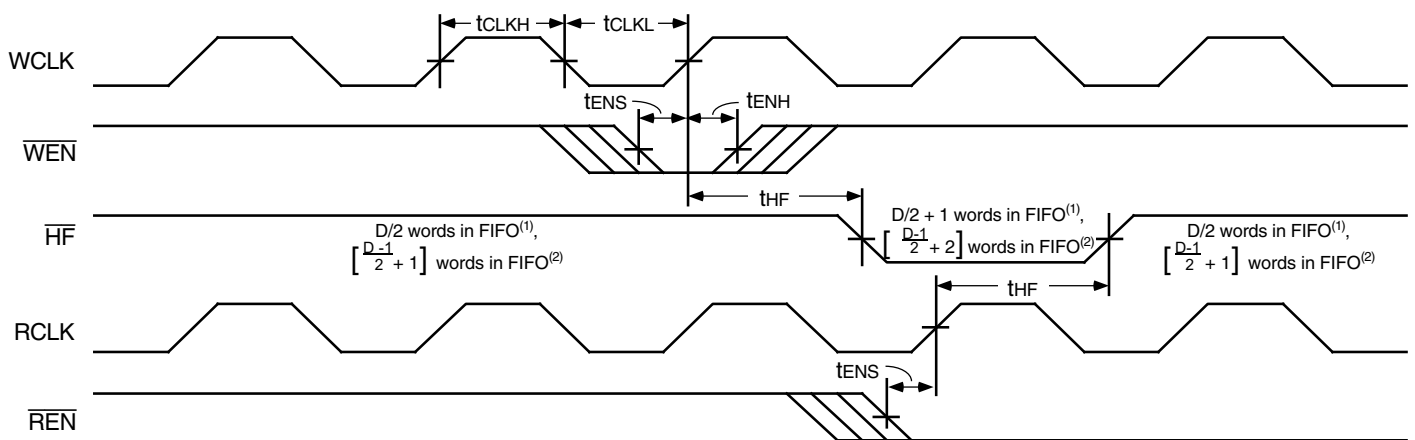 tCLKH
tCLKL
WCLK
tENS
tENH
WEN
tHF
HF
D/2 words in FIFO(1),
[D-1/2 + 1] words in FIFO(2)
D/2 + 1 words in FIFO(1),
[D-1/2 + 2] words in FIFO(2)
D/2 words in FIFO(1),
[D-1/2 + 1] words in FIFO(2)
tHF
RCLK
tENS
REN